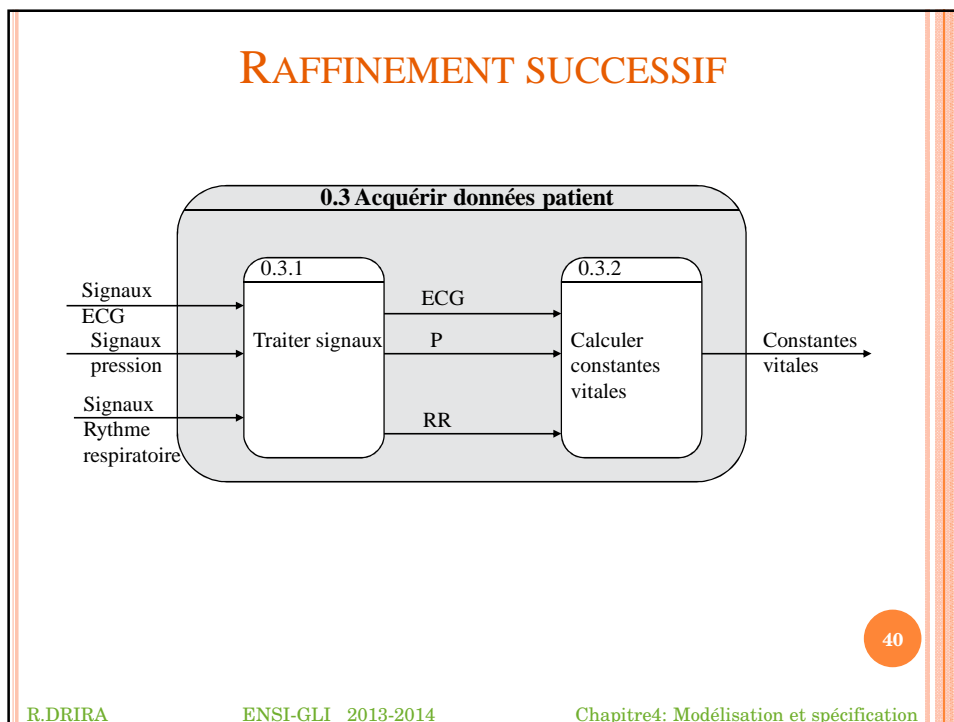 RAFFINEMENT SUCCESSIF
0.3 Acquérir données patient
0.3.1
0.3.2
Signaux
ECG
Signaux
pression
Signaux
Rythme
respiratoire
Traiter signaux
ECG
P
RR
Calculer
constantes
vitales
Constantes
vitales
40
R.DRIRA
ENSI-GLI 2013-2014
Chapitre4: Modélisation et spécification